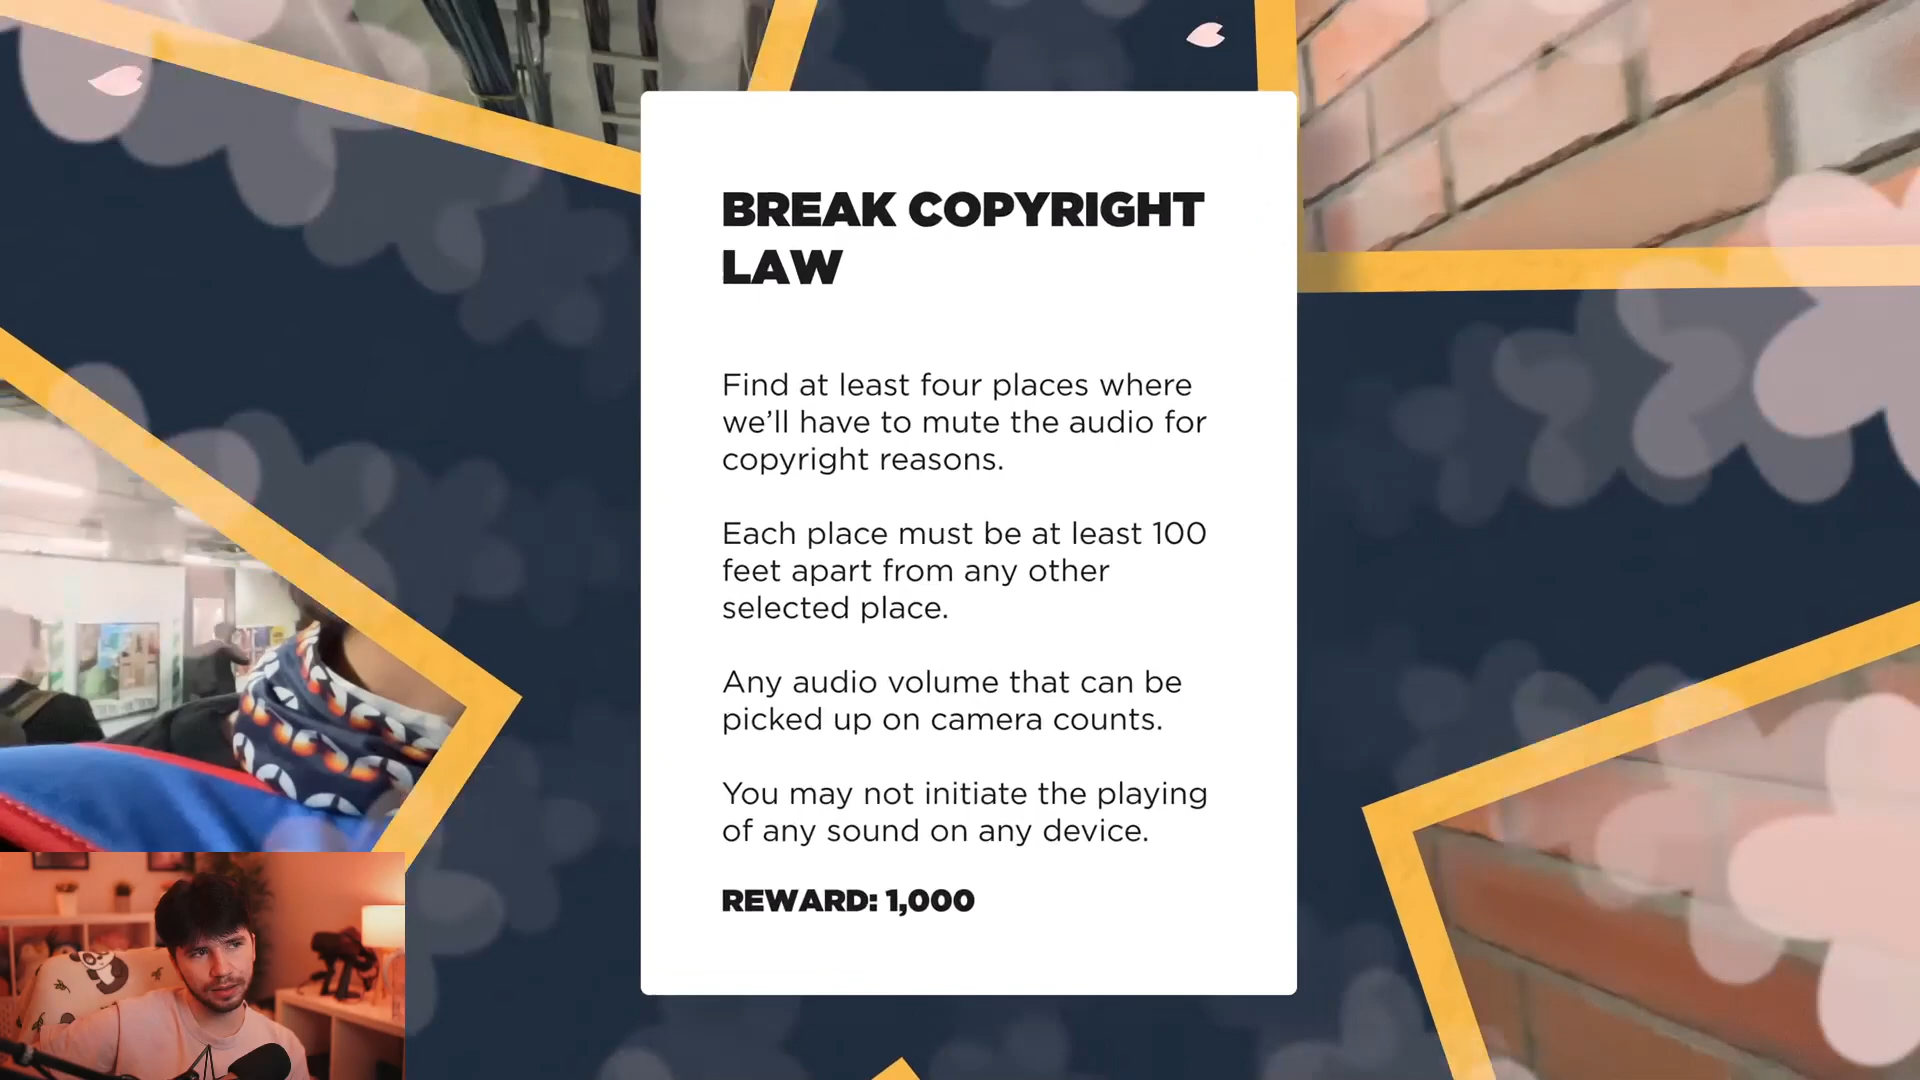 BREAK COPYRIGHT
LAW
Find at least four places where
we’ll have to mute the audio for
copyright reasons.
Each place must be at least 100
feet apart from any other
selected place.
Any audio volume that can be
picked up on camera counts.
You may not initiate the playing
of any sound on any device.
REWARD: 1,000